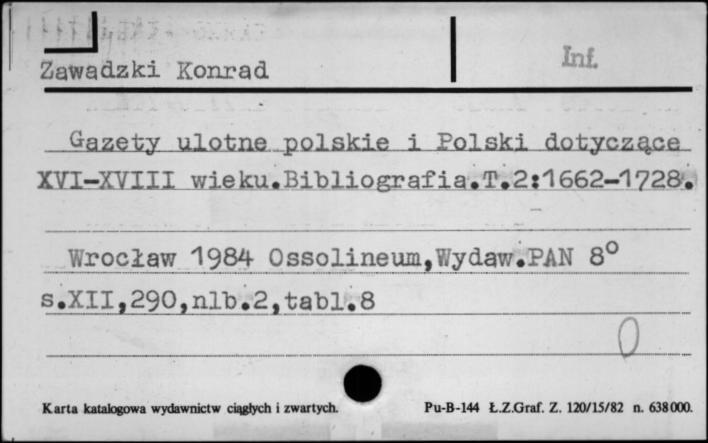 Zawadzki Konrad
Inf.
Gazety ulotne polskie i Polski dotyczące
XVI-XVIII wieku.Bibliografia.T.2:1662-1728.
Wrocław 1984 Ossolineum,Wydaw.PAN 8°
s.XII,290,nlb.2,tabl.8
Karta katalogowa wydawnictw ciągłych i zwartych.
Pu-B-144 Ł.Z.Graf. Z. 120/15/82 n. 638000.